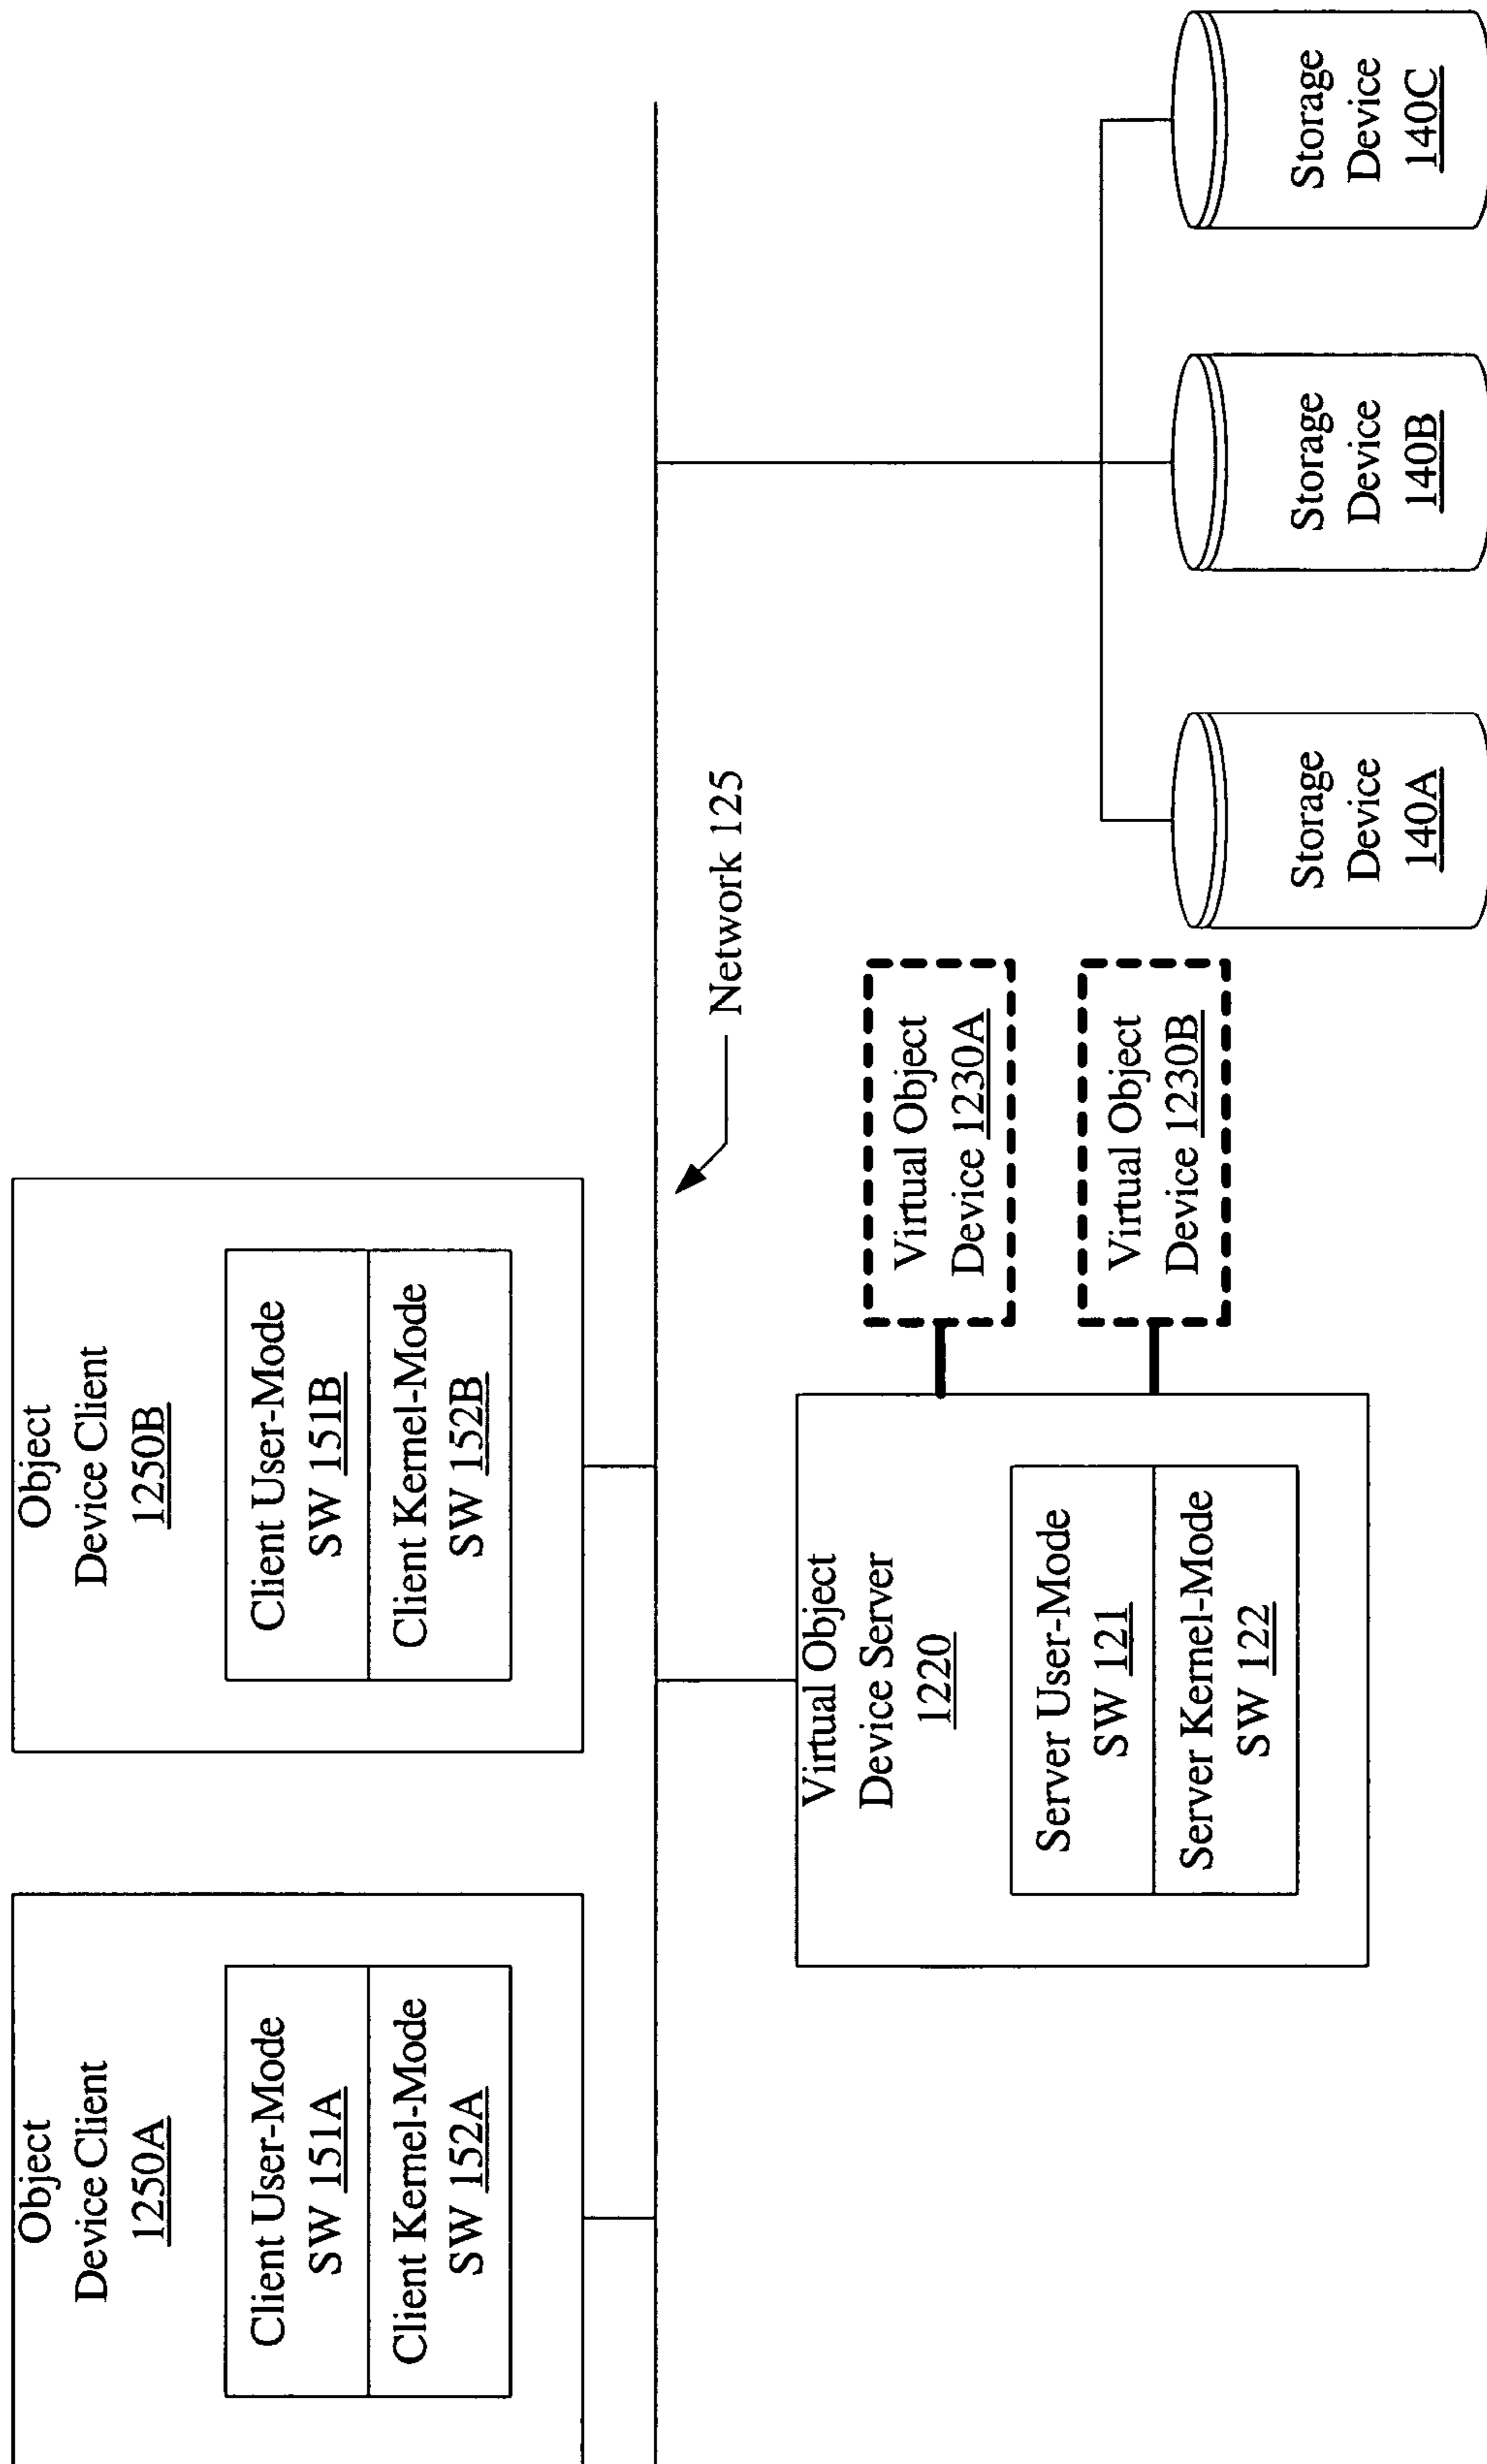 Object
Device Client
1250A
Client User-Mode
SW 151A
Client Kernel-Mode
SW 152A
Object
Device Client
1250B
Client User-Mode
SW 151B
Client Kernel-Mode
SW 152B
Network 125
Virtual Object
Device Server
1220
Server User-Mode
SW 121
Server Kernel-Mode
SW 122
Virtual Object
Device 1230A
Virtual Object
Device 1230B
Storage
Device
140A
Storage
Device
140B
Storage
Device
140C